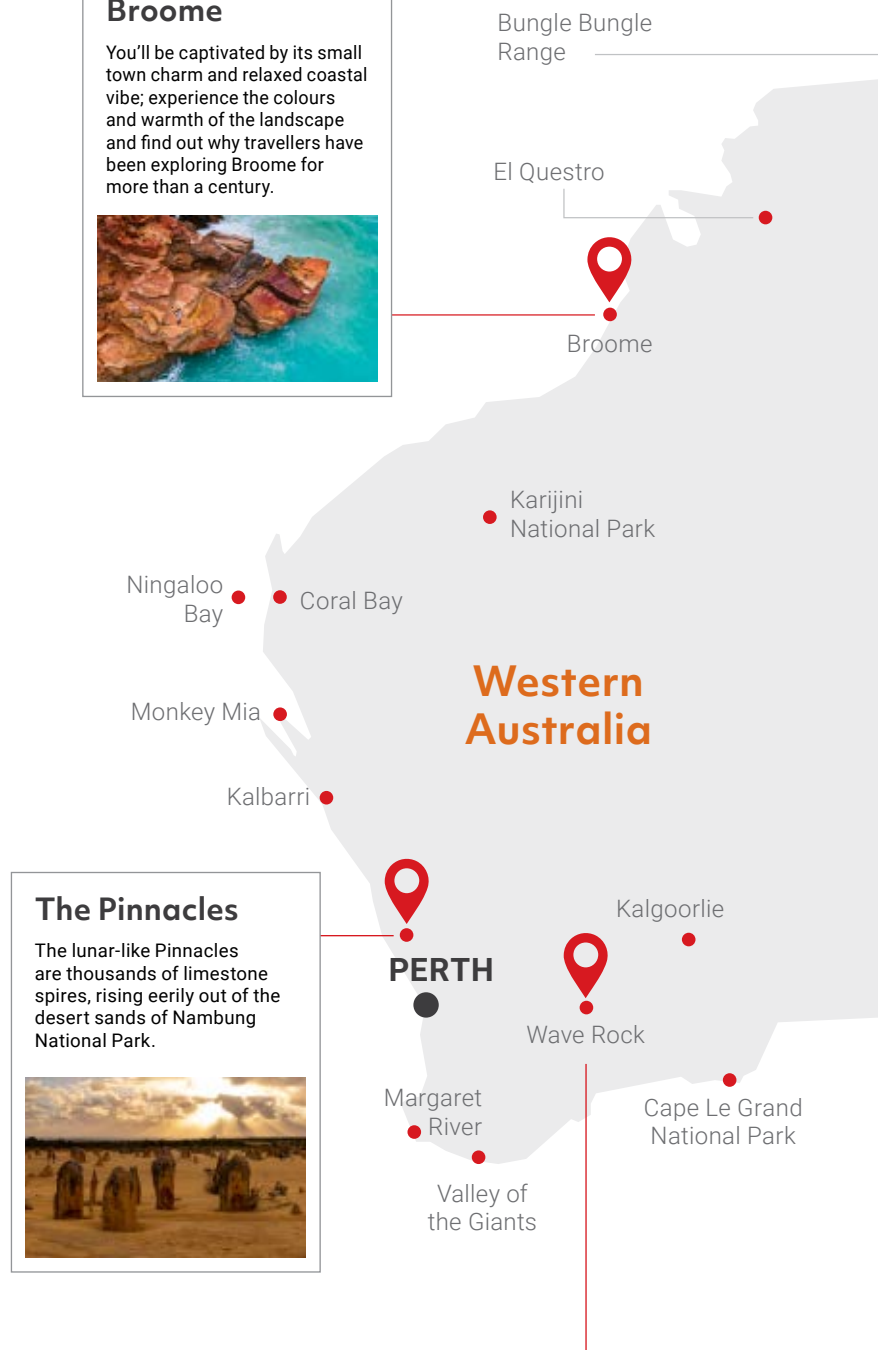 Broome
You'll be captivated by its small
town charm and relaxed coastal
vibe; experience the colours
and warmth of the landscape
and find out why travellers have
been exploring Broome for
more than a century.
Bungle Bungle
Range
El Questro
Broome
Karijini
National Park
Ningaloo
Bay
Coral Bay
Western
Australia
Monkey Mia
Kalbarri
The Pinnacles
The lunar-like Pinnacles
are thousands of limestone
spires, rising eerily out of the
desert sands of Nambung
National Park.
Kalgoorlie
PERTH
Wave Rock
Margaret
River
Cape Le Grand
National Park
Valley of
the Giants